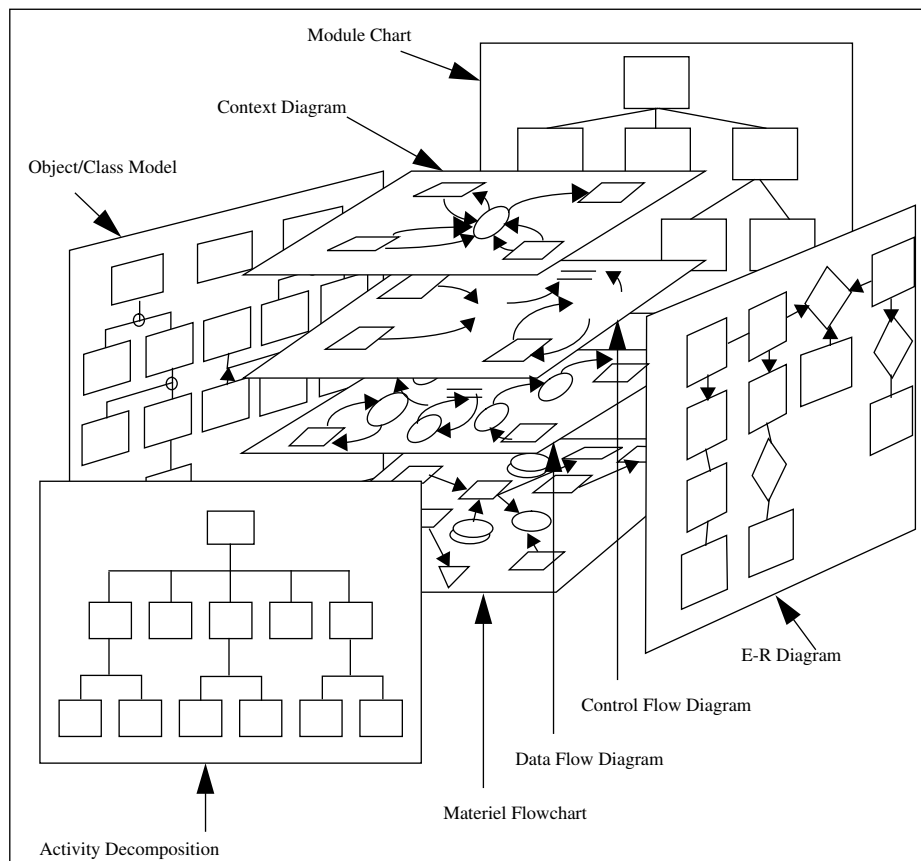 Module Chart
Context Diagram
Object/Class Model
E-R Diagram
Control Flow Diagram
Data Flow Diagram
Materiel Flowchart
Activity Decomposition